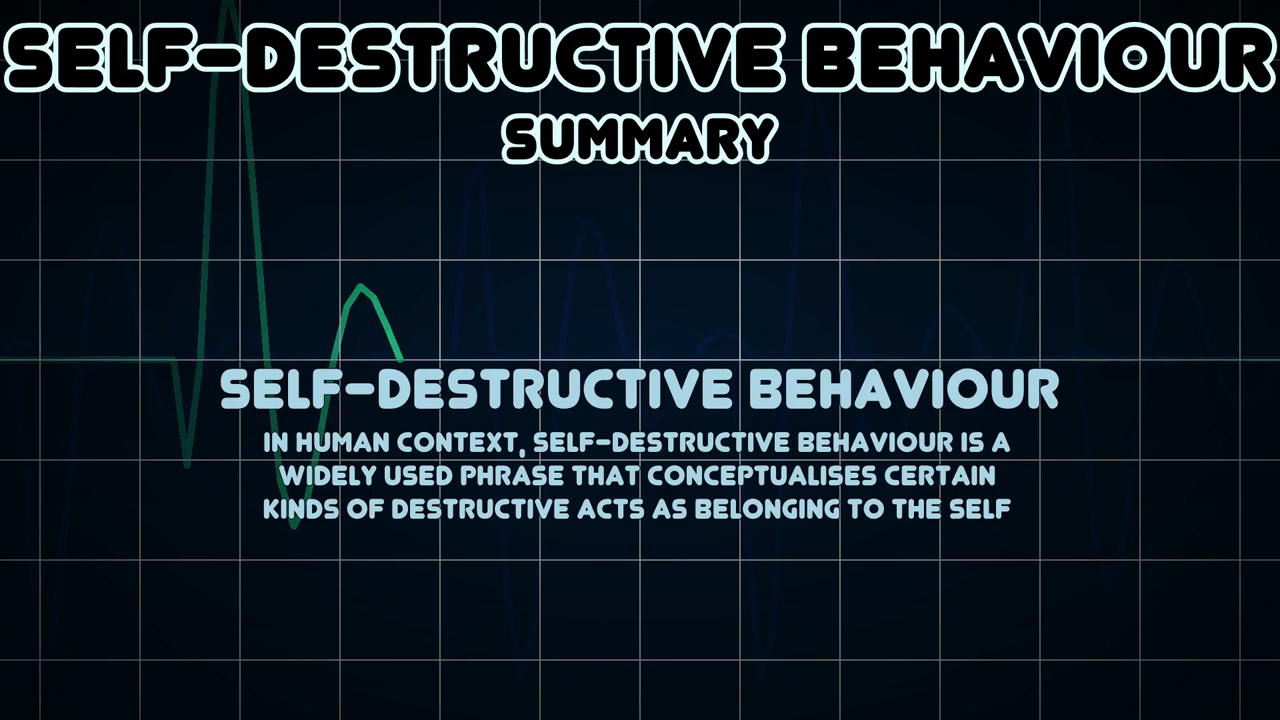 SELF-DESTRUCTIVE BEHAVIOUR
SUMMARY
SELF-DESTRUCTIVE BEHAVIOUR
IN HUMAN CONTEXT, SELF-DESTRUCTIVE BEHAVIOUR IS A
WIDELY USED PHRASE THAT CONCEPTUALISES CERTAIN
KINDS OF DESTRUCTIVE ACTS AS BELONGING TO THE SELF